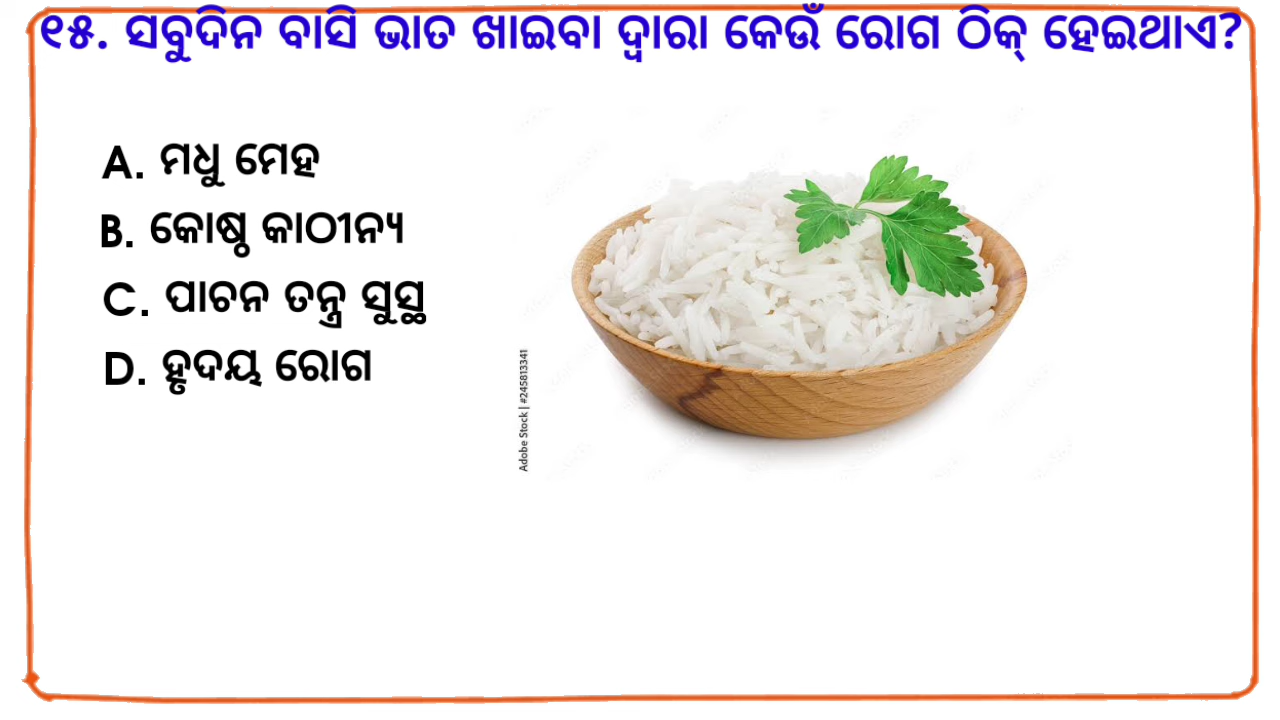 ୧୫. ସବୁଦିନ ବାସି ଭାତ ଖାଇବା ଦ୍ୱାରା କେଉଁ ରୋଗ ଠିକ୍ ହେଇଥାଏ?
A. ମଧୁ ମେହ
B. କୋଷ୍ଠ କାଠୀନ୍ୟ
C. ପାଚନ ତନ୍ତ୍ର ସୁସ୍ଥ
D. ହୃଦୟ ରୋଗ
Adobe Stock | #245813341